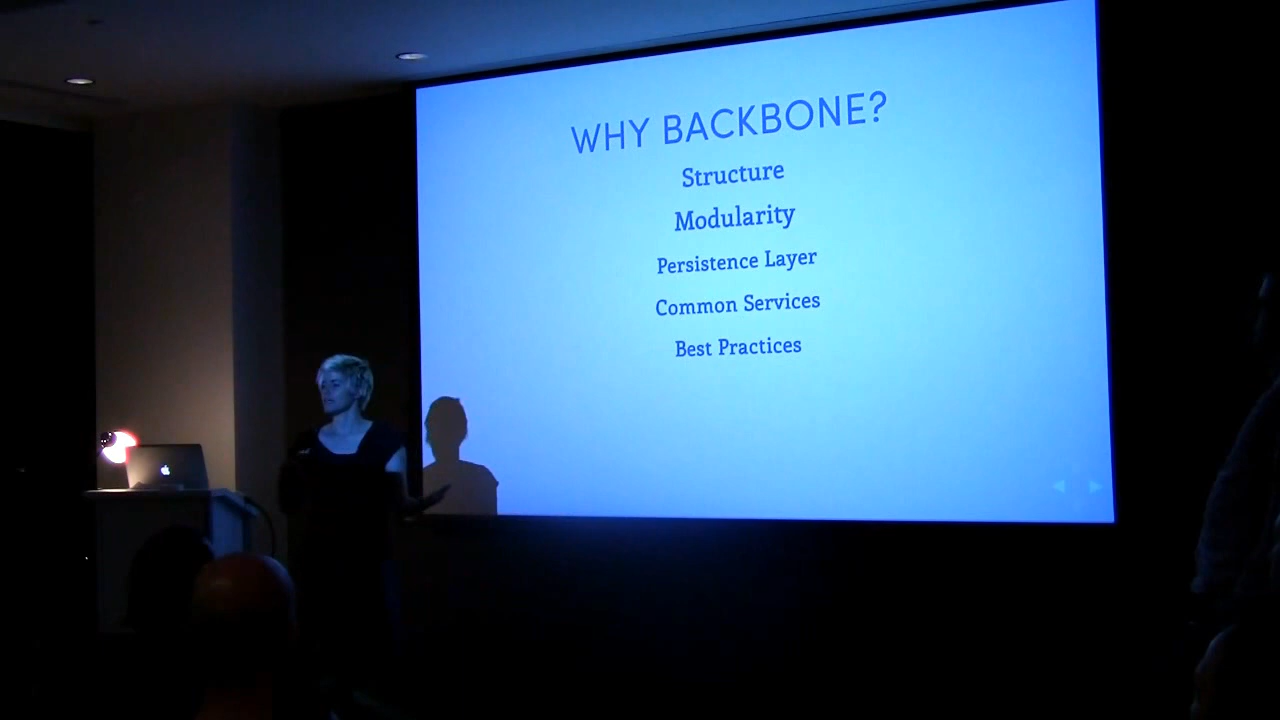 WHY BACKBONE?
Structure
Modularity
Persistence Layer
Common Services
Best Practices